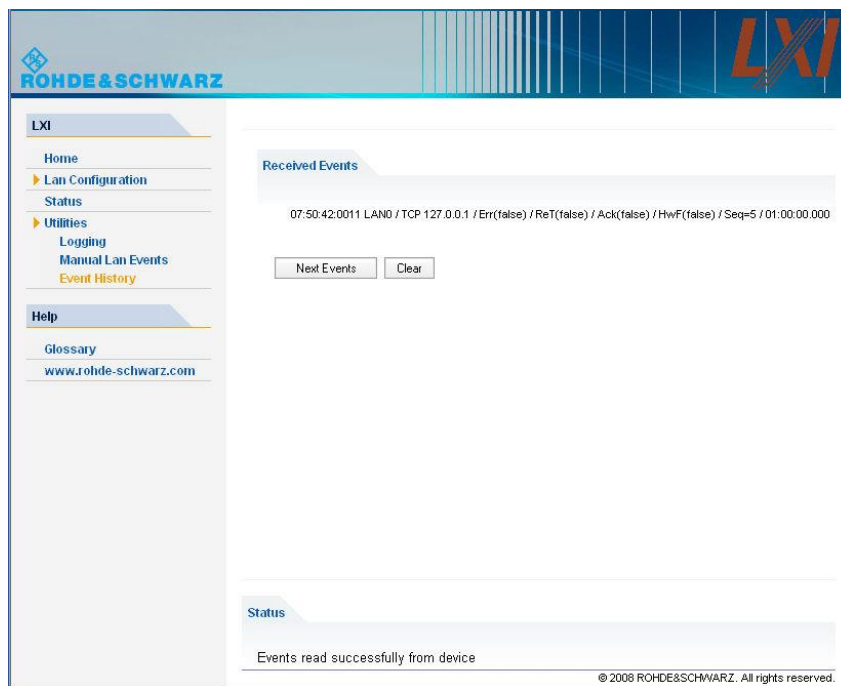 ROHDE&SCHWARZ
LXI
LXI
Home
Lan Configuration
Status
Utilities
Logging
Manual Lan Events
Event History
Help
Glossary
www.rohde-schwarz.com
Received Events
07:50:42:0011 LAN0 / TCP 127.0.0.1 / Err(false) / ReT(false) / Ack(false) / HwF(false) / Seq=5 / 01:00:00.000
Next Events Clear
Status
Events read successfully from device
© 2008 ROHDE&SCHWARZ. All rights reserved.